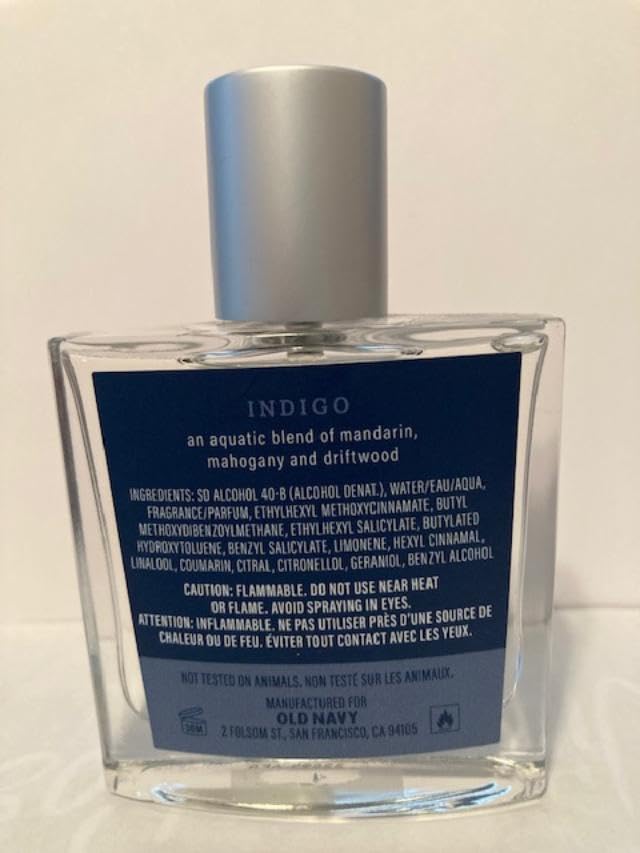 INDIGO
an aquatic blend of mandarin,
mahogany and driftwood
INGREDIENTS: SD ALCOHOL 40-B (ALCOHOL DENAT.), WATER/EAU/AQUA,
FRAGRANCE/PARFUM, ETHYLHEXYL METHOXYCINNAMATE, BUTYL
METHOXYDIBENZOYLMETHANE, ETHYLHEXYL SALICYLATE, BUTYLATED
HYDROXYTOLUENE, BENZYL SALICYLATE, LIMONENE, HEXYL CINNAMAL,
LINALOOL, COUMARIN, CITRAL, CITRONELLOL, GERANIOL, BENZYL ALCOHOL
CAUTION: FLAMMABLE. DO NOT USE NEAR HEAT
OR FLAME. AVOID SPRAYING IN EYES.
ATTENTION: INFLAMMABLE. NE PAS UTILISER PRÈS D'UNE SOURCE DE
CHALEUR OU DE FEU. ÉVITER TOUT CONTACT AVEC LES YEUX.
NOT TESTED ON ANIMALS. NON TESTÉ SUR LES ANIMAUX.
MANUFACTURED FOR
OLD NAVY
2 FOLSOM ST., SAN FRANCISCO, CA 94105
36M